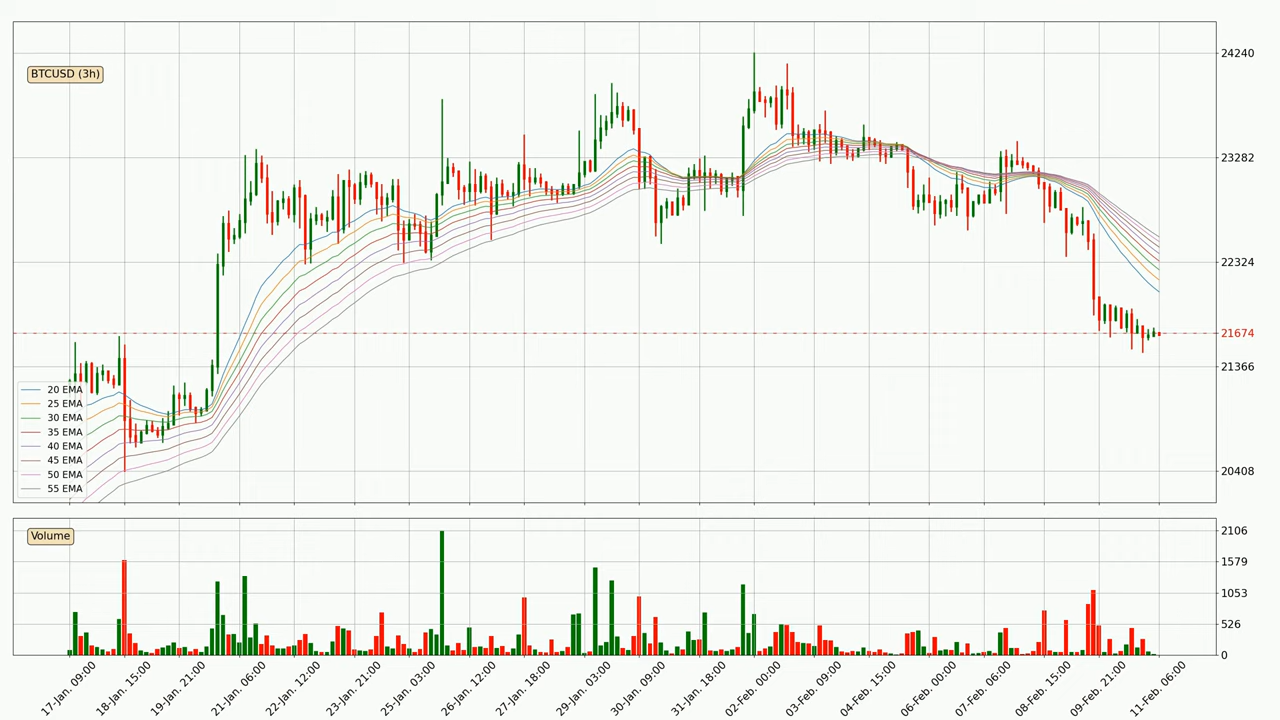 BTCUSD (3h)
24240
23282
22324
21674
21366
20408
20 EMA
25 EMA
30 EMA
35 EMA
40 EMA
45 EMA
50 EMA
55 EMA
Volume
2106
1579
1053
526
0
17-Jan. 09:00
18-Jan. 15:00
19-Jan. 21:00
21-Jan. 06:00
22-Jan. 12:00
23-Jan. 21:00
25-Jan. 03:00
26-Jan. 12:00
27-Jan. 18:00
29-Jan. 03:00
30-Jan. 09:00
31-Jan. 18:00
02-Feb. 00:00
03-Feb. 09:00
04-Feb. 15:00
06-Feb. 00:00
07-Feb. 06:00
08-Feb. 15:00
09-Feb. 21:00
11-Feb. 06:00